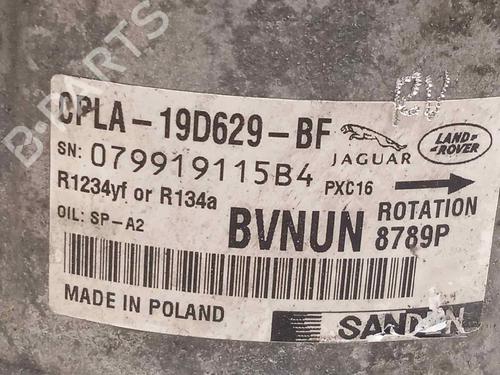 B-PARTS
RV
CPLA-19D629-BF
JAGUAR
LAND ROVER
SN: 079919115B4
R1234yf or R134a
PXC16
ROTATION
OIL: SP-A2
BVNUN
8789P
MADE IN POLAND
SANDEN